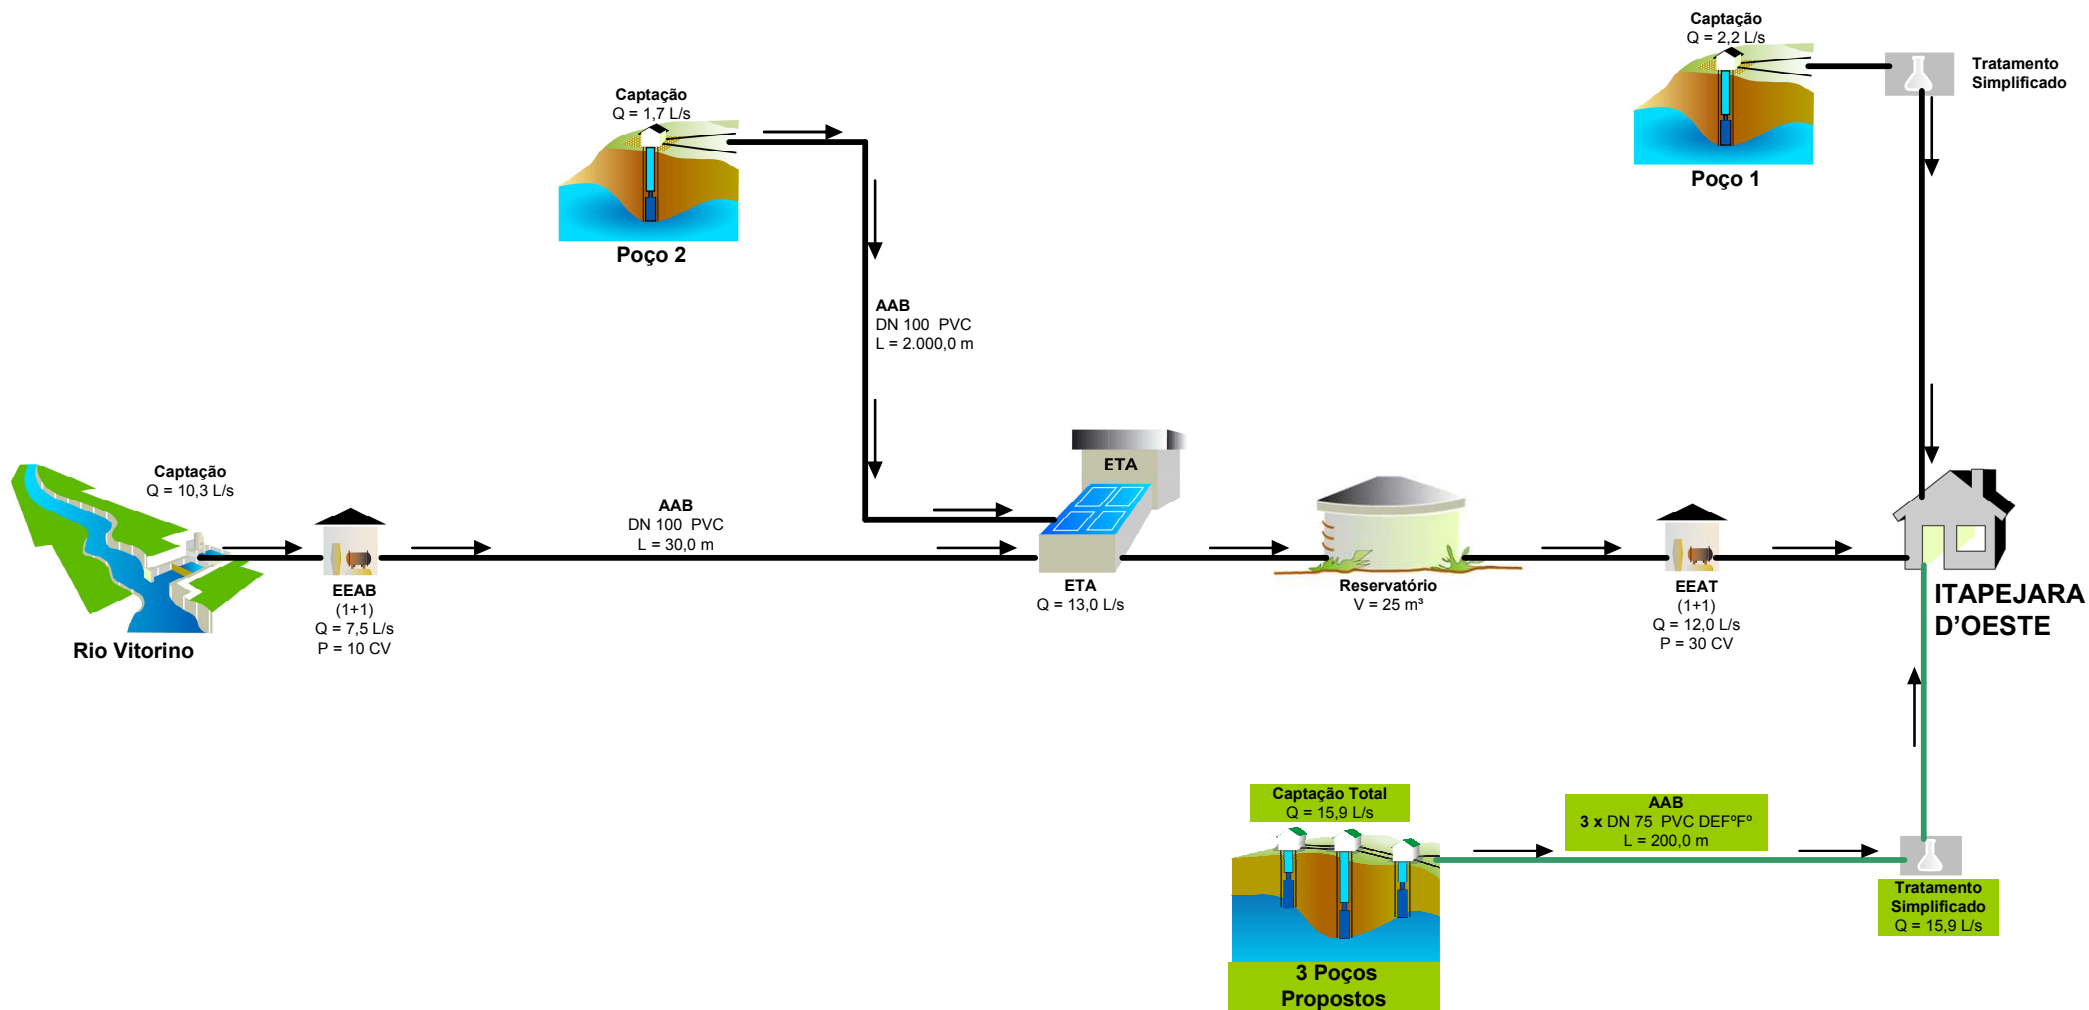 Captação
Q = 2,2 L/s
Tratamento
Simplificado
Poço 1
Captação
Q = 1,7 L/s
Poço 2
AAB
DN 100  PVC
L = 2.000,0 m
Captação
Q = 10,3 L/s
Rio Vitorino
EEAB
(1+1)
Q = 7,5 L/s
P = 10 CV
AAB
DN 100  PVC
L = 30,0 m
ETA
ETA
Q = 13,0 L/s
Reservatório
V = 25 m³
EEAT
(1+1)
Q = 12,0 L/s
P = 30 CV
ITAPEJARA
D'OESTE
Captação Total
Q = 15,9 L/s
3 Poços
Propostos
AAB
3 x DN 75  PVC DEFºFº
L = 200,0 m
Tratamento
Simplificado
Q = 15,9 L/s